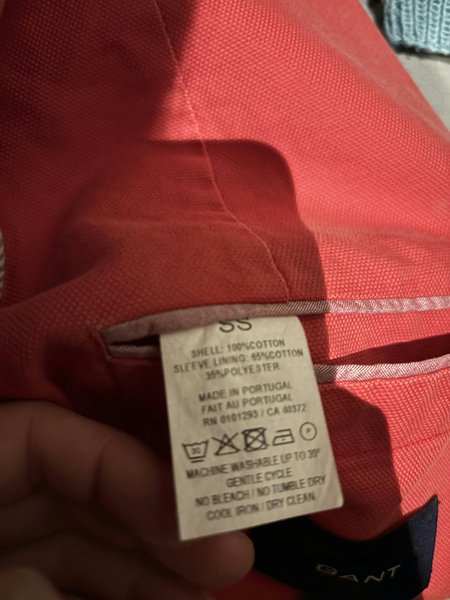 SS
SHELL: 100%COTTON
SLEEVE LINING: 65%COTTON
35%POLYESTER
MADE IN PORTUGAL
FAIT AU PORTUGAL
RN 0101293 / CA 40372
30 P
MACHINE WASHABLE UP TO 30º
GENTLE CYCLE
NO BLEACH / NO TUMBLE DRY
COOL IRON / DRY CLEAN
GANT